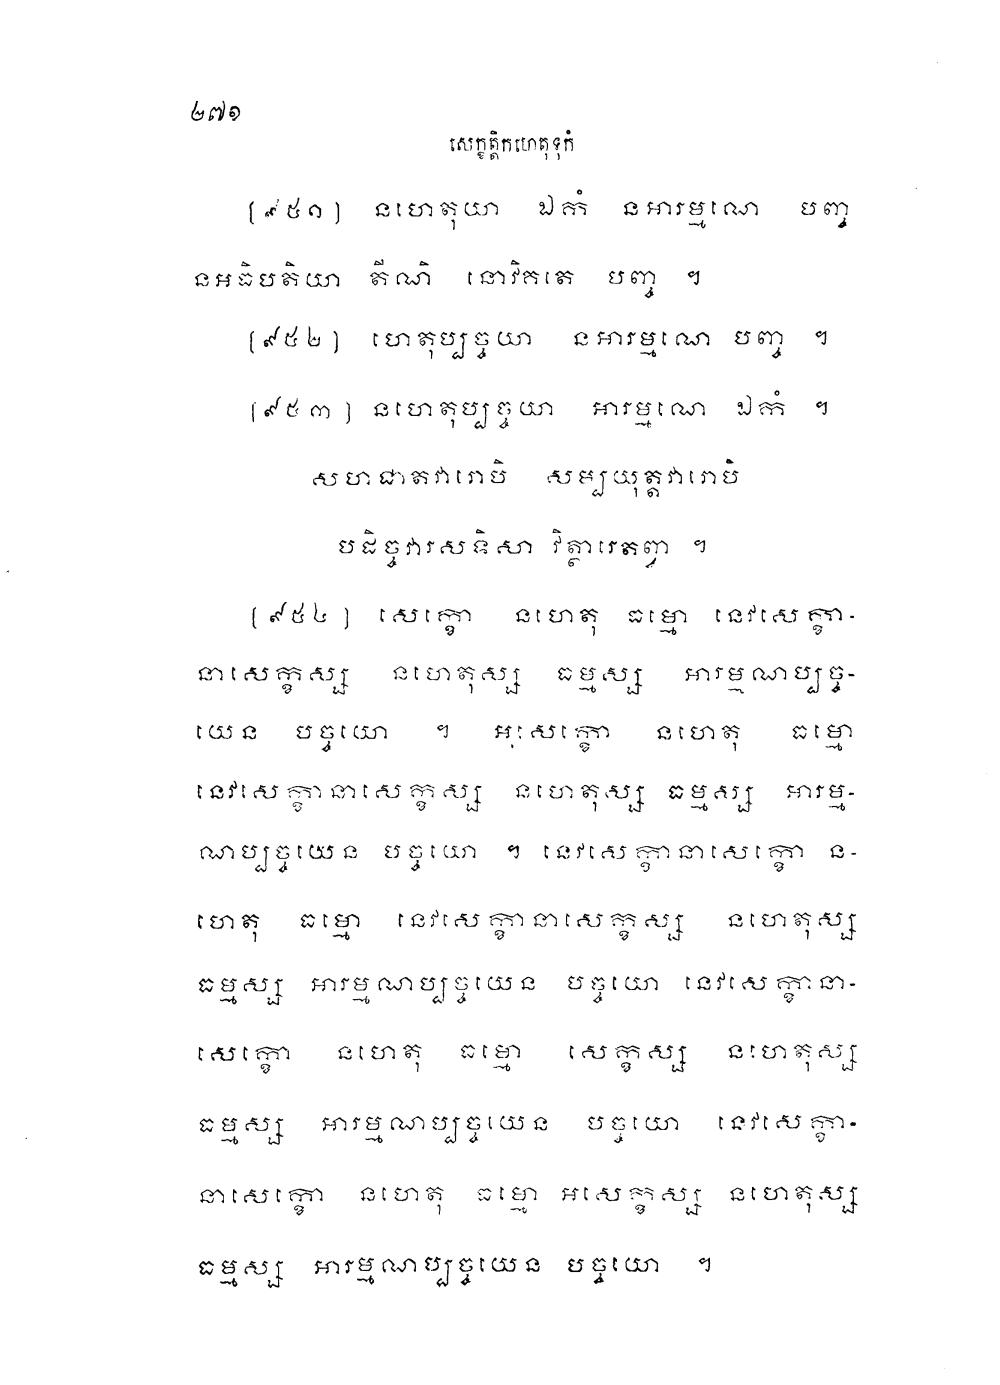 ២៧១
សេក្ខត្តិកហេតុទុកំ
(៩៥១) នហេតុយា ឯកំ នអារម្មណេ បញ្ច
នអធិបតិយា តីណិ នោវិគតេ បញ្ច ។
(៩៥២) ហេតុប្បច្ចយា នអារម្មណេ បញ្ច ។
(៩៥៣) នហេតុប្បច្ចយា អារម្មណេ ឯកំ ។
សហជាតវារោបិ សម្បយុត្តវារោបិ
បដិច្ចវារសទិសា វិត្ថារេតញ្វា ។
(៩៥៤) សេក្ខោ នហេតុ ធម្មោ នេវសេក្ខា-
នាសេក្ខស្ស នហេតុស្ស ធម្មស្ស អារម្មណប្បច្ច-
យេន បច្ចយោ ។ អសេក្ខោ នហេតុ ធម្មោ
នេវសេក្ខានាសេក្ខស្ស នហេតុស្ស ធម្មស្ស អារម្ម-
ណប្បច្ចយេន បច្ចយោ ។ នេវសេក្ខានាសេក្ខោ ន-
ហេតុ ធម្មោ នេវសេក្ខានាសេក្ខស្ស នហេតុស្ស
ធម្មស្ស អារម្មណប្បច្ចយេន បច្ចយោ នេវសេក្ខានា-
សេក្ខោ នហេតុ ធម្មោ សេក្ខស្ស នហេតុស្ស
ធម្មស្ស អារម្មណប្បច្ចយេន បច្ចយោ នេវសេក្ខា-
នាសេក្ខោ នហេតុ ធម្មោ អសេក្ខស្ស នហេតុស្ស
ធម្មស្ស អារម្មណប្បច្ចយេន បច្ចយោ ។